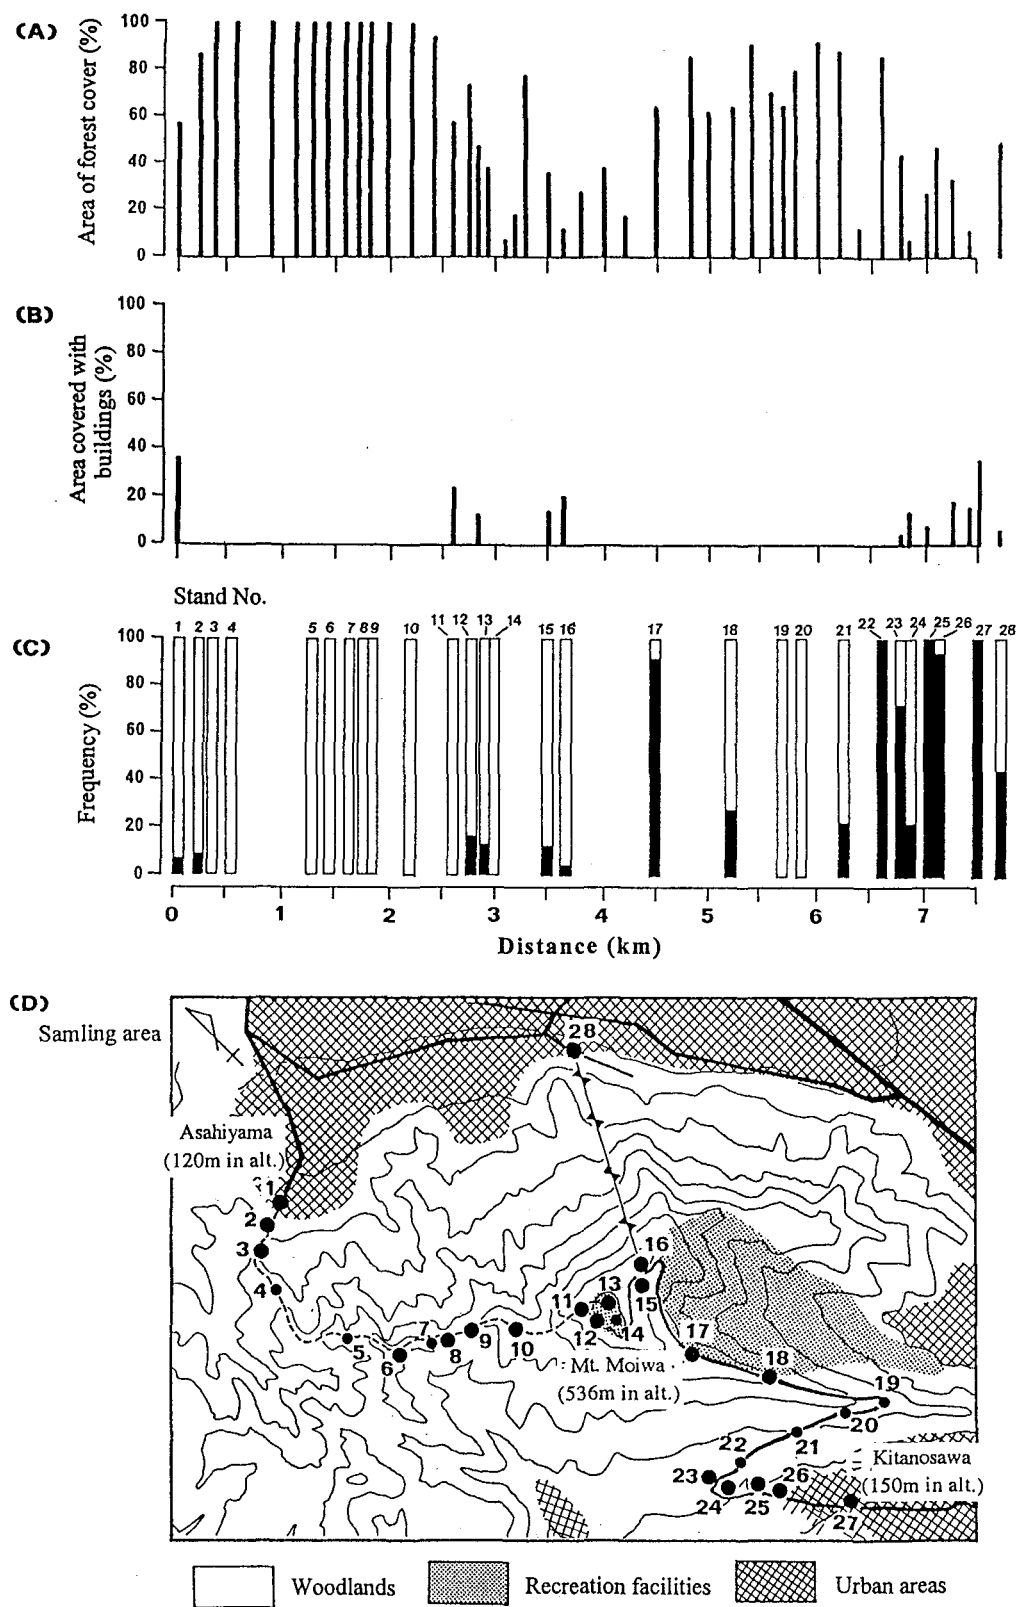 (A)
Area of forest cover (%)
100
80
60
40
20
0
(B)
Area covered with
buildings (%)
100
80
60
40
20
0
Stand No.
1 2 3 4 5 6 7 8 9 10 11 12 13 14 15 16 17 18 19 20 21 22 23 24 25 26 27 28
(C)
Frequency (%)
100
80
60
40
20
0
0 1 2 3 4 5 6 7
Distance (km)
(D)
Samling area
28
Asahiyama
(120m in alt.)
1
2
3
4
5
6
7
8
9
10
11
12
13
14
15
16
Mt. Moiwa
(536m in alt.)
17
18
19
20
21
22
23
24
25
26
27
Kitanosawa
(150m in alt.)
Woodlands
Recreation facilities
Urban areas